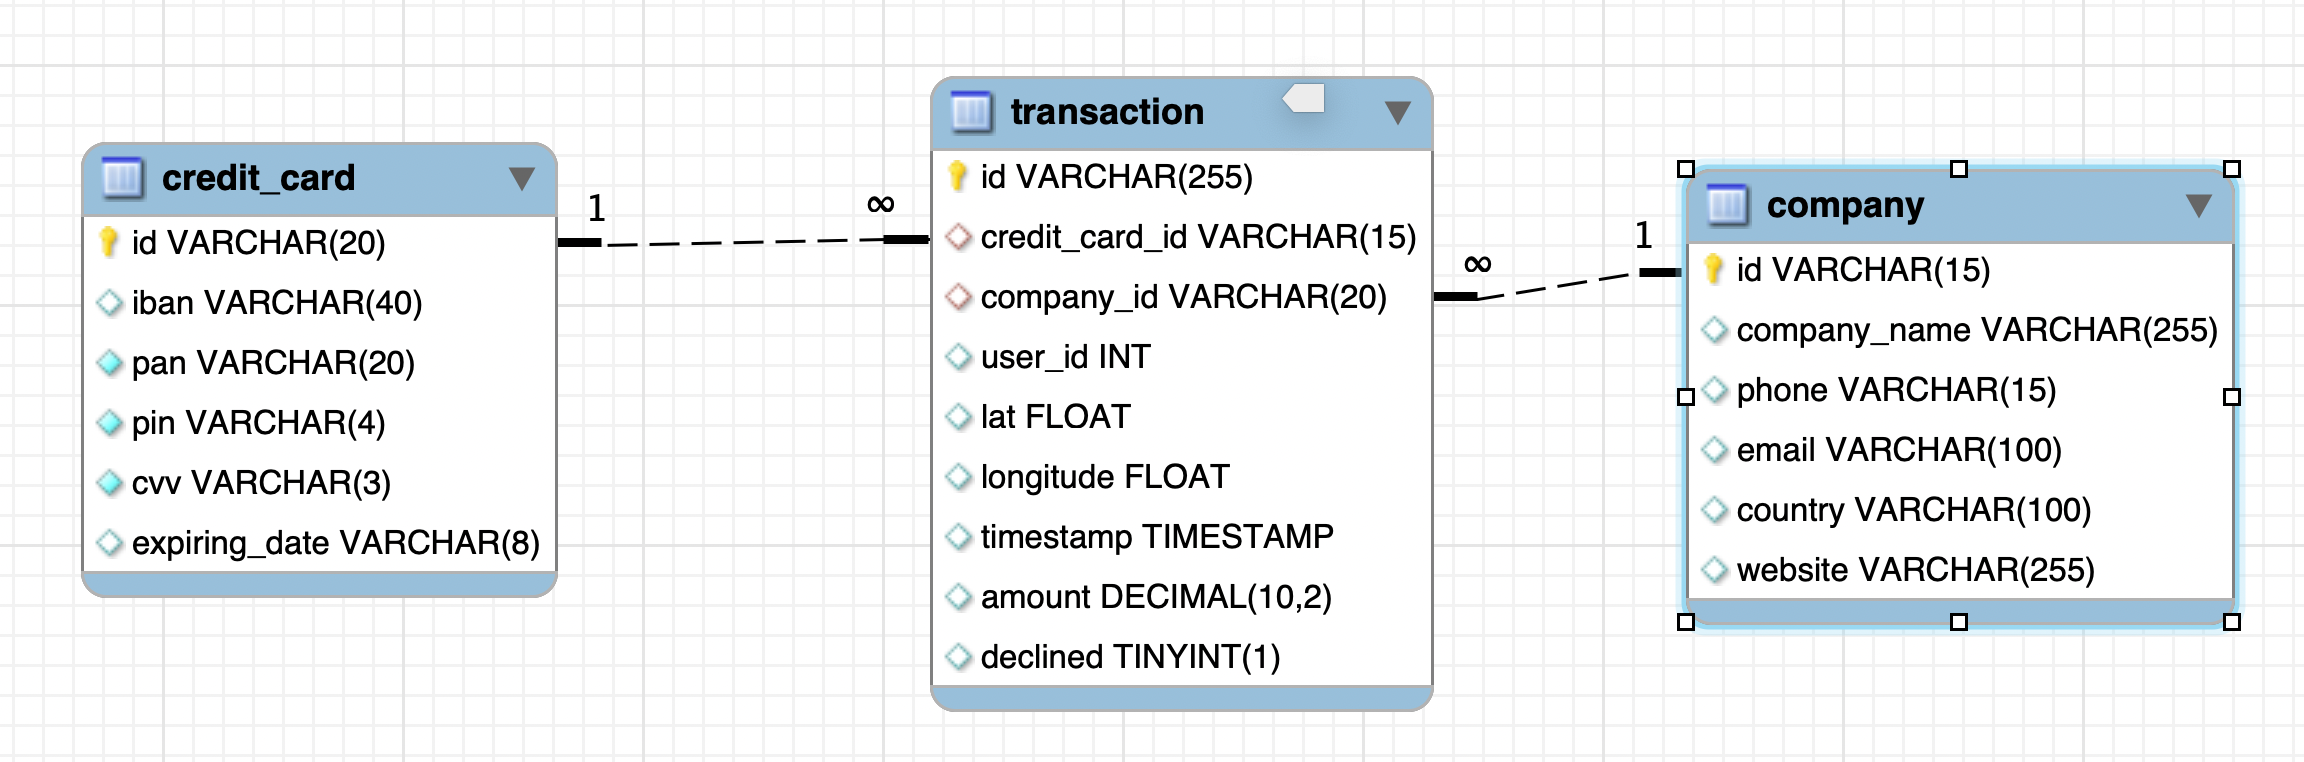 credit_card
id VARCHAR(20)
iban VARCHAR(40)
pan VARCHAR(20)
pin VARCHAR(4)
cvv VARCHAR(3)
expiring_date VARCHAR(8)
1
∞
transaction
id VARCHAR(255)
credit_card_id VARCHAR(15)
company_id VARCHAR(20)
user_id INT
lat FLOAT
longitude FLOAT
timestamp TIMESTAMP
amount DECIMAL(10,2)
declined TINYINT(1)
∞
1
company
id VARCHAR(15)
company_name VARCHAR(255)
phone VARCHAR(15)
email VARCHAR(100)
country VARCHAR(100)
website VARCHAR(255)